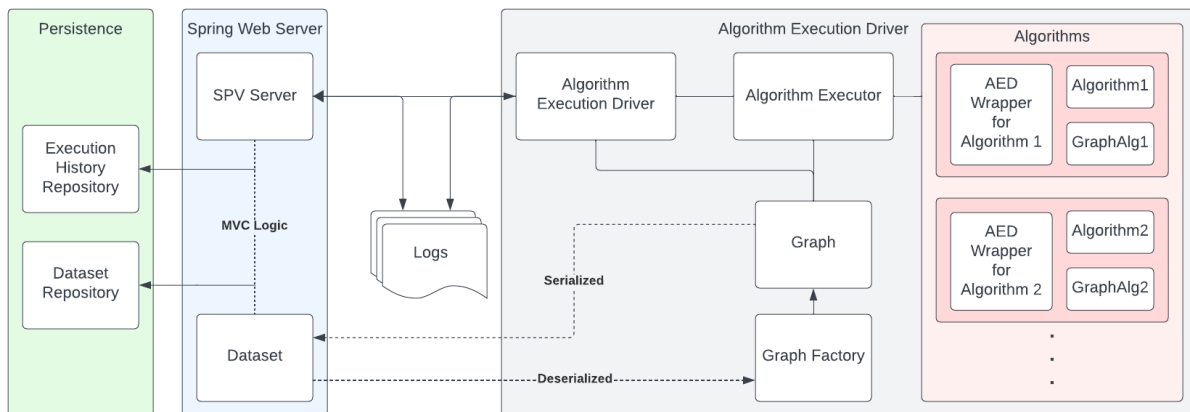 Persistence
Spring Web Server
Algorithm Execution Driver
Algorithms
SPV Server
Algorithm
Execution Driver
Algorithm Executor
AED
Wrapper
for
Algorithm 1
Algorithm1
GraphAlg1
Execution
History
Repository
MVC Logic
Logs
Graph
AED
Wrapper
for
Algorithm 2
Algorithm2
GraphAlg2
Dataset
Repository
Serialized
Dataset
Graph Factory
Deserialized